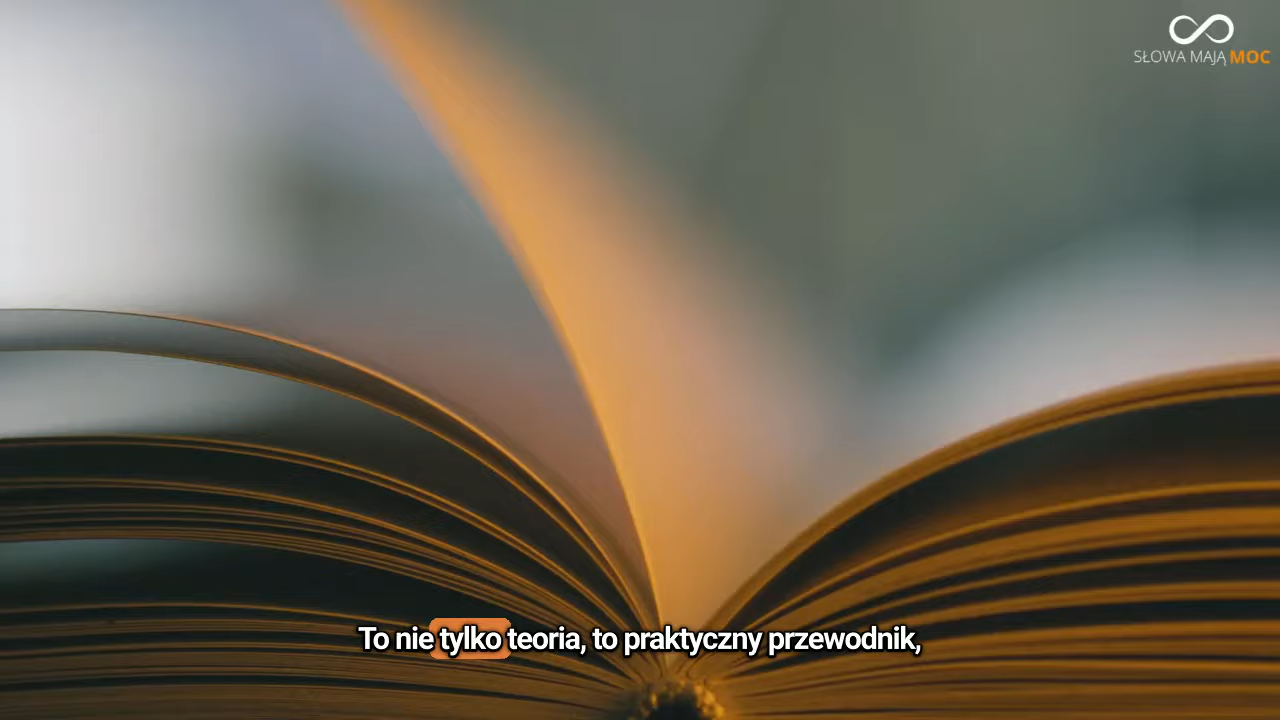 SŁOWA MAJĄ MOC
To nie tylko teoria, to praktyczny przewodnik,